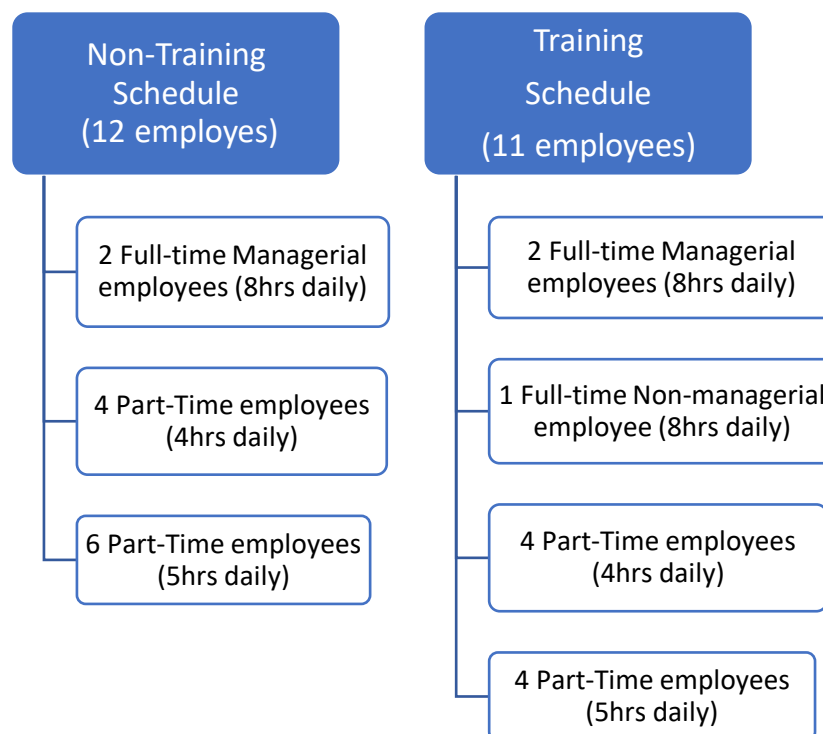 Non-Training
Schedule
(12 employes)
2 Full-time Managerial
employees (8hrs daily)
4 Part-Time employees
(4hrs daily)
6 Part-Time employees
(5hrs daily)
Training
Schedule
(11 employees)
2 Full-time Managerial
employees (8hrs daily)
1 Full-time Non-managerial
employee (8hrs daily)
4 Part-Time employees
(4hrs daily)
4 Part-Time employees
(5hrs daily)